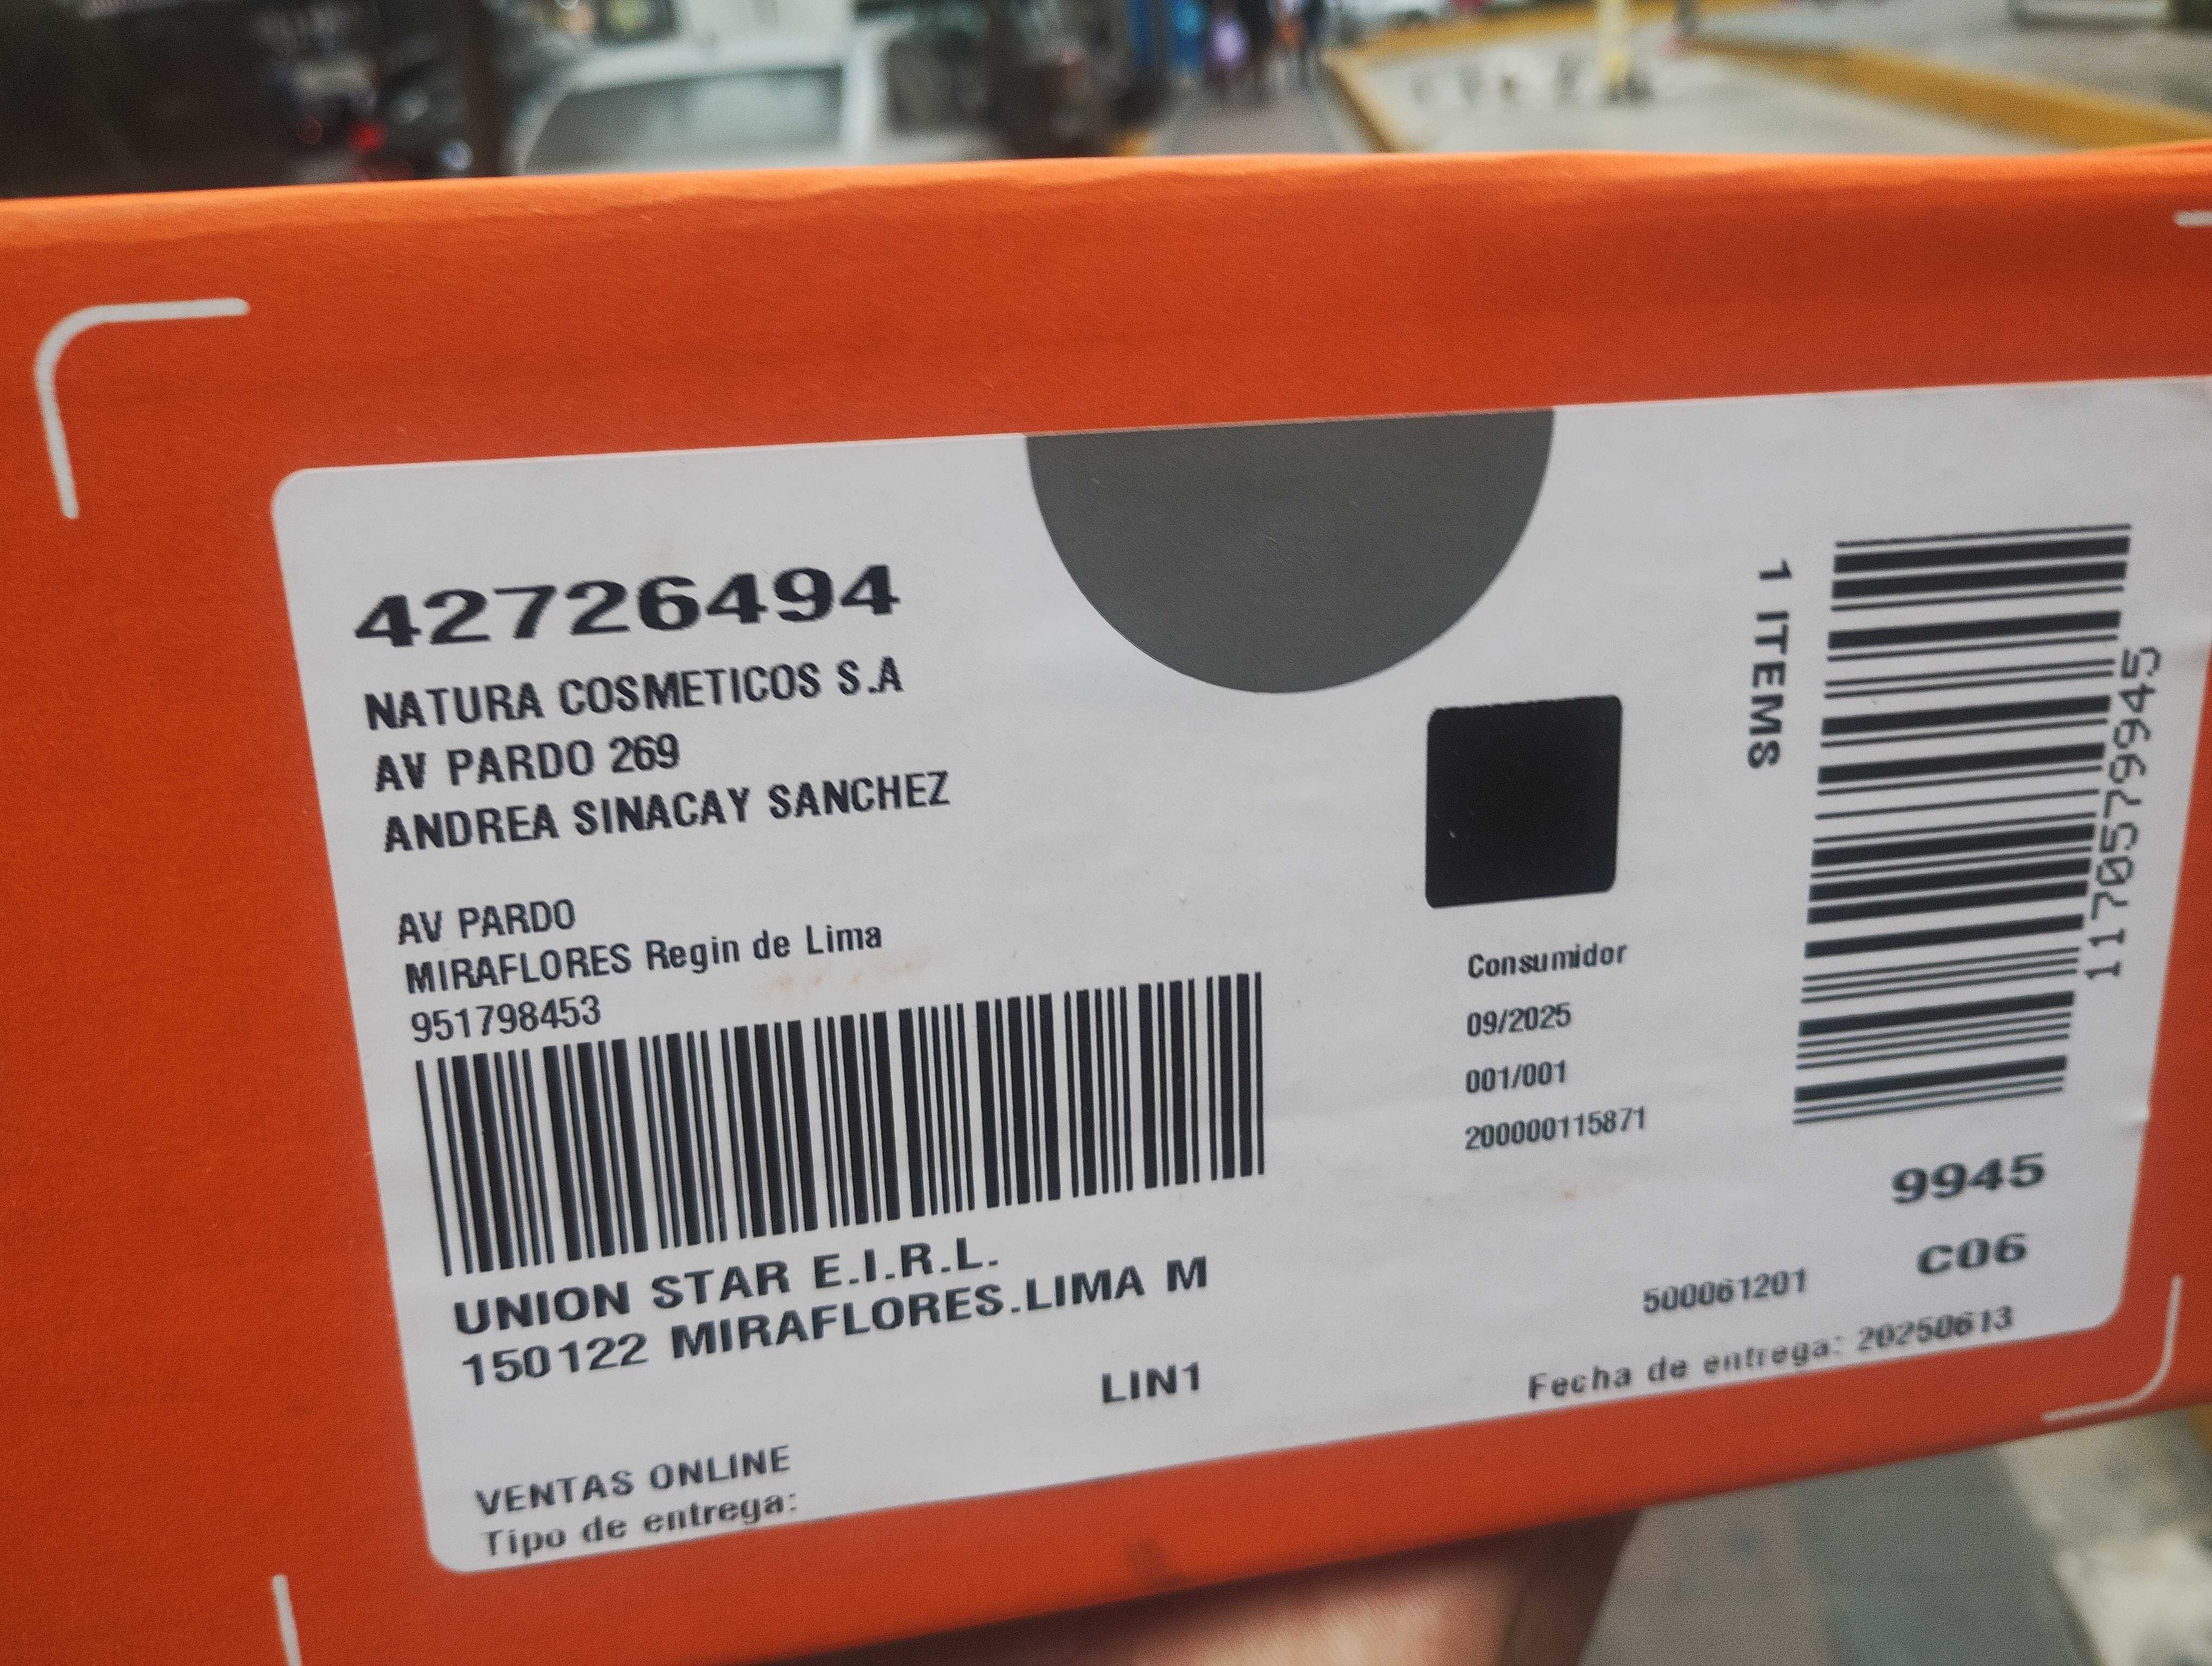 42726494
NATURA COSMETICOS S.A
AV PARDO 269
ANDREA SINACAY SANCHEZ
AV PARDO
MIRAFLORES Regin de Lima
951798453
UNION STAR E.I.R.L.
150122 MIRAFLORES.LIMA M
LIN1
VENTAS ONLINE
Tipo de entrega:
Consumidor
09/2025
001/001
200000115871
1 ITEMS
1170579945
9945
C06
500061201
Fecha de entrega: 20250613